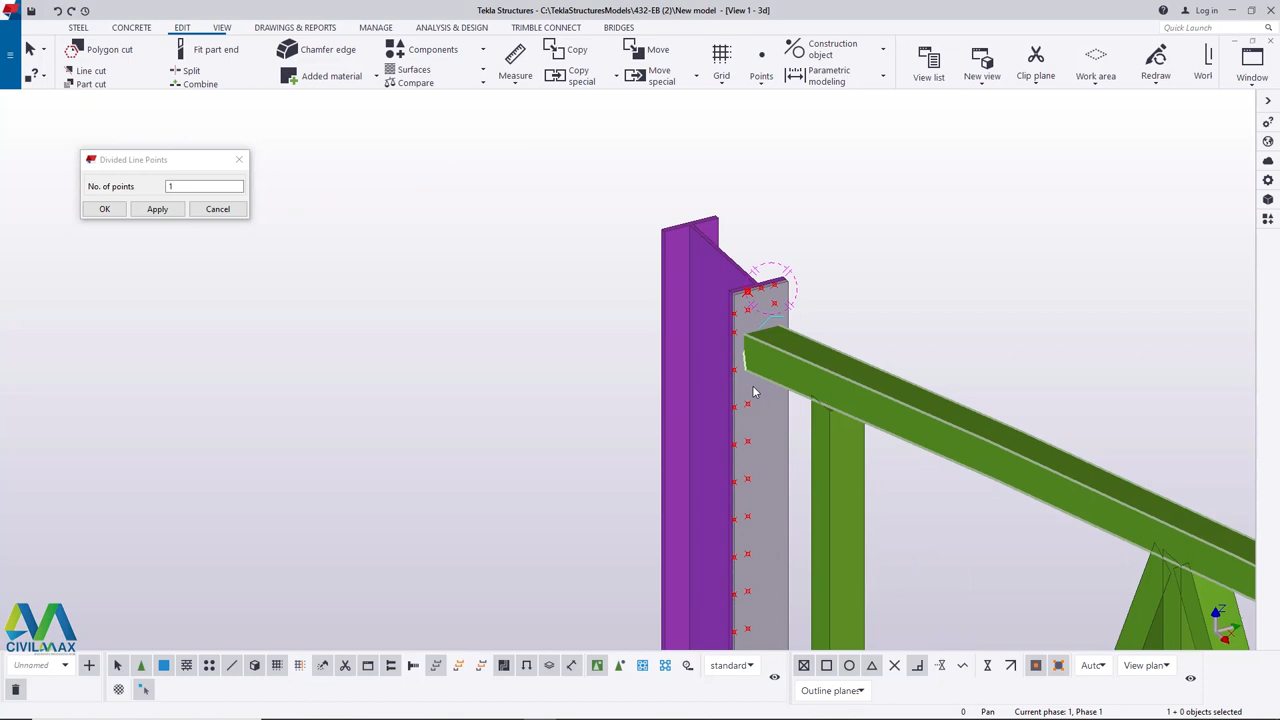 Tekla Structures - C:\TeklaStructuresModels\432-EB (2)\New model - [View 1 - 3d]
Log in
STEEL CONCRETE EDIT VIEW DRAWINGS & REPORTS MANAGE ANALYSIS & DESIGN TRIMBLE CONNECT BRIDGES
Quick Launch
Polygon cut Fit part end Chamfer edge Components Copy Move Construction object
Line cut Split Added material Surfaces Measure Copy special Move special Grid Points Parametric modeling View list New view Clip plane Work area Redraw Worl Window
Part cut Combine Compare
Divided Line Points
No. of points 1
OK Apply Cancel
Z
CIVILMAX
Unnamed standard Auto View plan
Outline planes
0 Pan Current phase: 1, Phase 1 1 + 0 objects selected